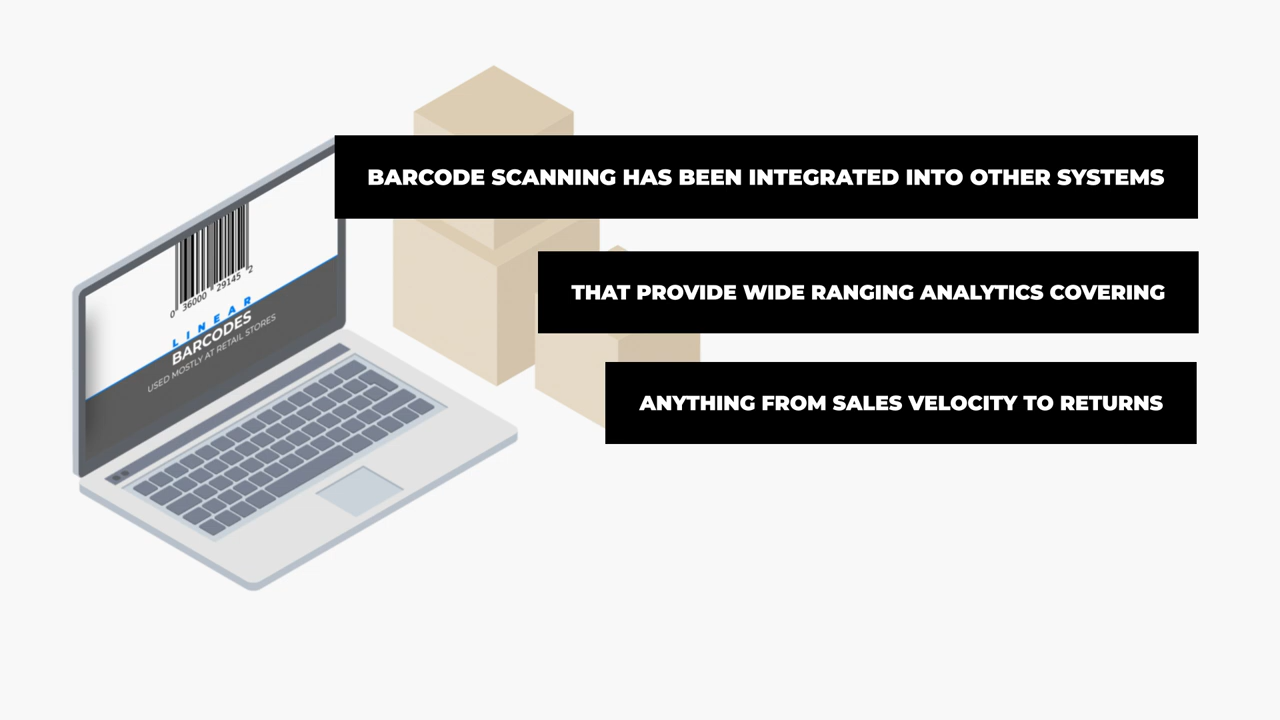 BARCODE SCANNING HAS BEEN INTEGRATED INTO OTHER SYSTEMS
THAT PROVIDE WIDE RANGING ANALYTICS COVERING
ANYTHING FROM SALES VELOCITY TO RETURNS
0 36000 29145 2
LINEAR
BARCODES
USED MOSTLY AT RETAIL STORES